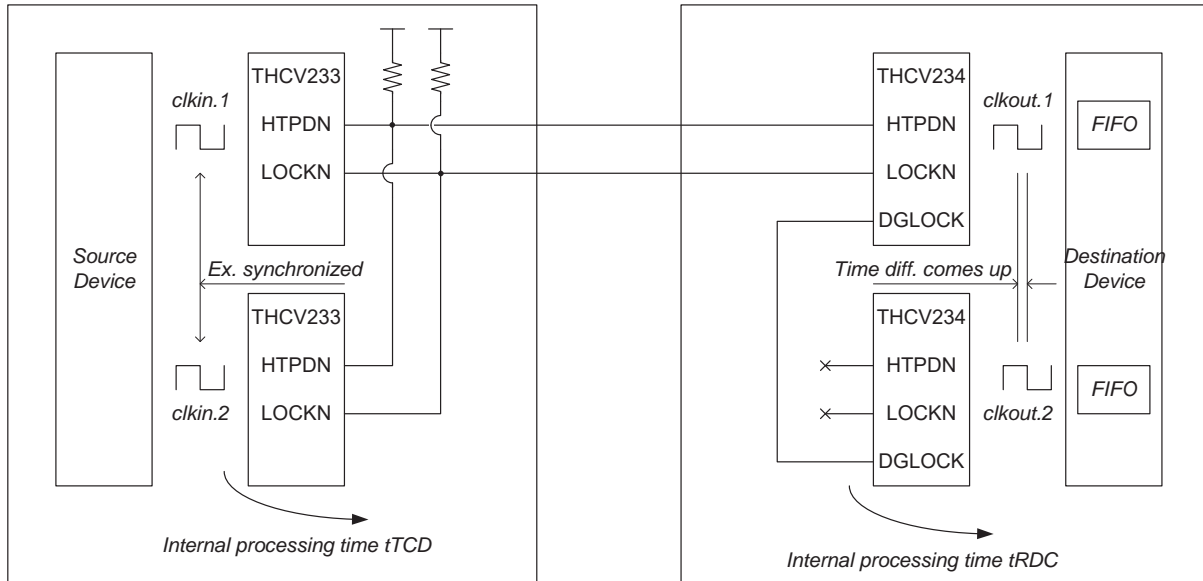 clkin.1
THCV233
HTPDN
LOCKN
Source
Device
Ex. synchronized
THCV233
HTPDN
LOCKN
clkin.2
Internal processing time tTCD
THCV234
HTPDN
LOCKN
DGLOCK
clkout.1
FIFO
Time diff. comes up
Destination
Device
THCV234
HTPDN
LOCKN
DGLOCK
clkout.2
FIFO
Internal processing time tRDC